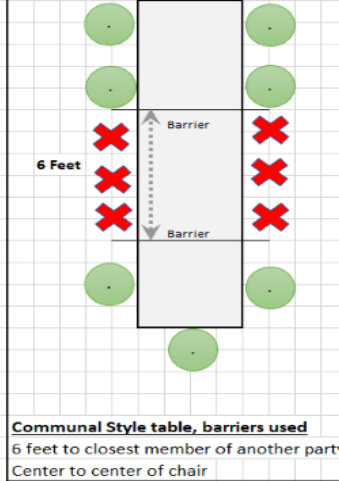 Barrier
6 Feet
Barrier
Communal Style table, barriers used
6 feet to closest member of another party
Center to center of chair